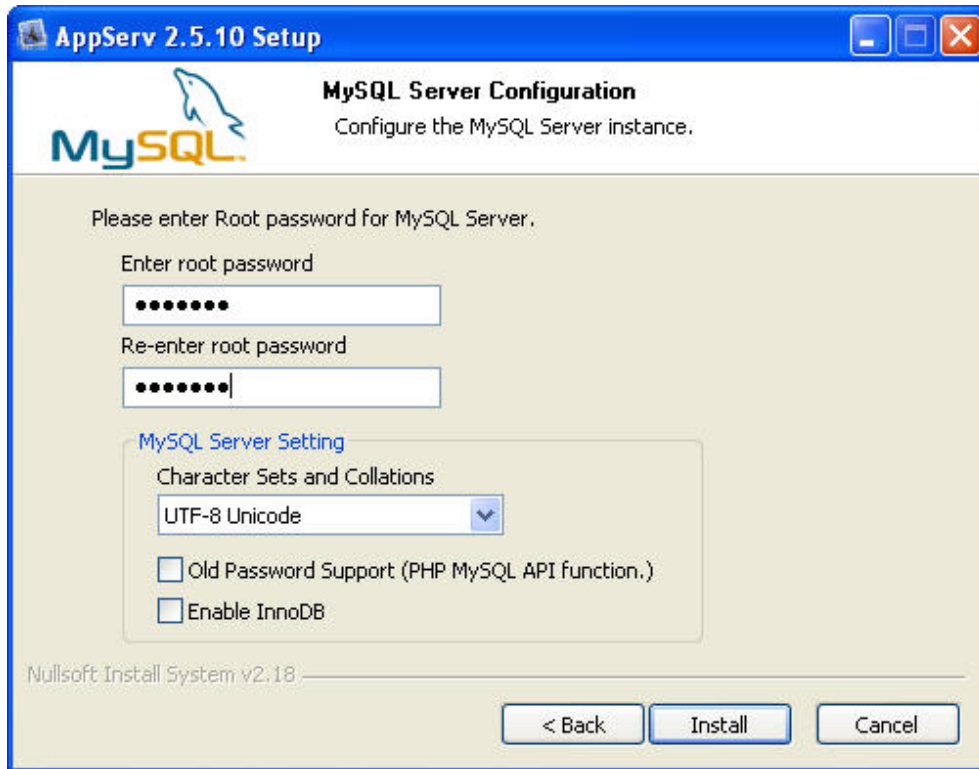 AppServ 2.5.10 Setup
MySQL
MySQL Server Configuration
Configure the MySQL Server instance.
Please enter Root password for MySQL Server.
Enter root password
•••••••
Re-enter root password
•••••••
MySQL Server Setting
Character Sets and Collations
UTF-8 Unicode
Old Password Support (PHP MySQL API function.)
Enable InnoDB
Nullsoft Install System v2.18
< Back Install Cancel